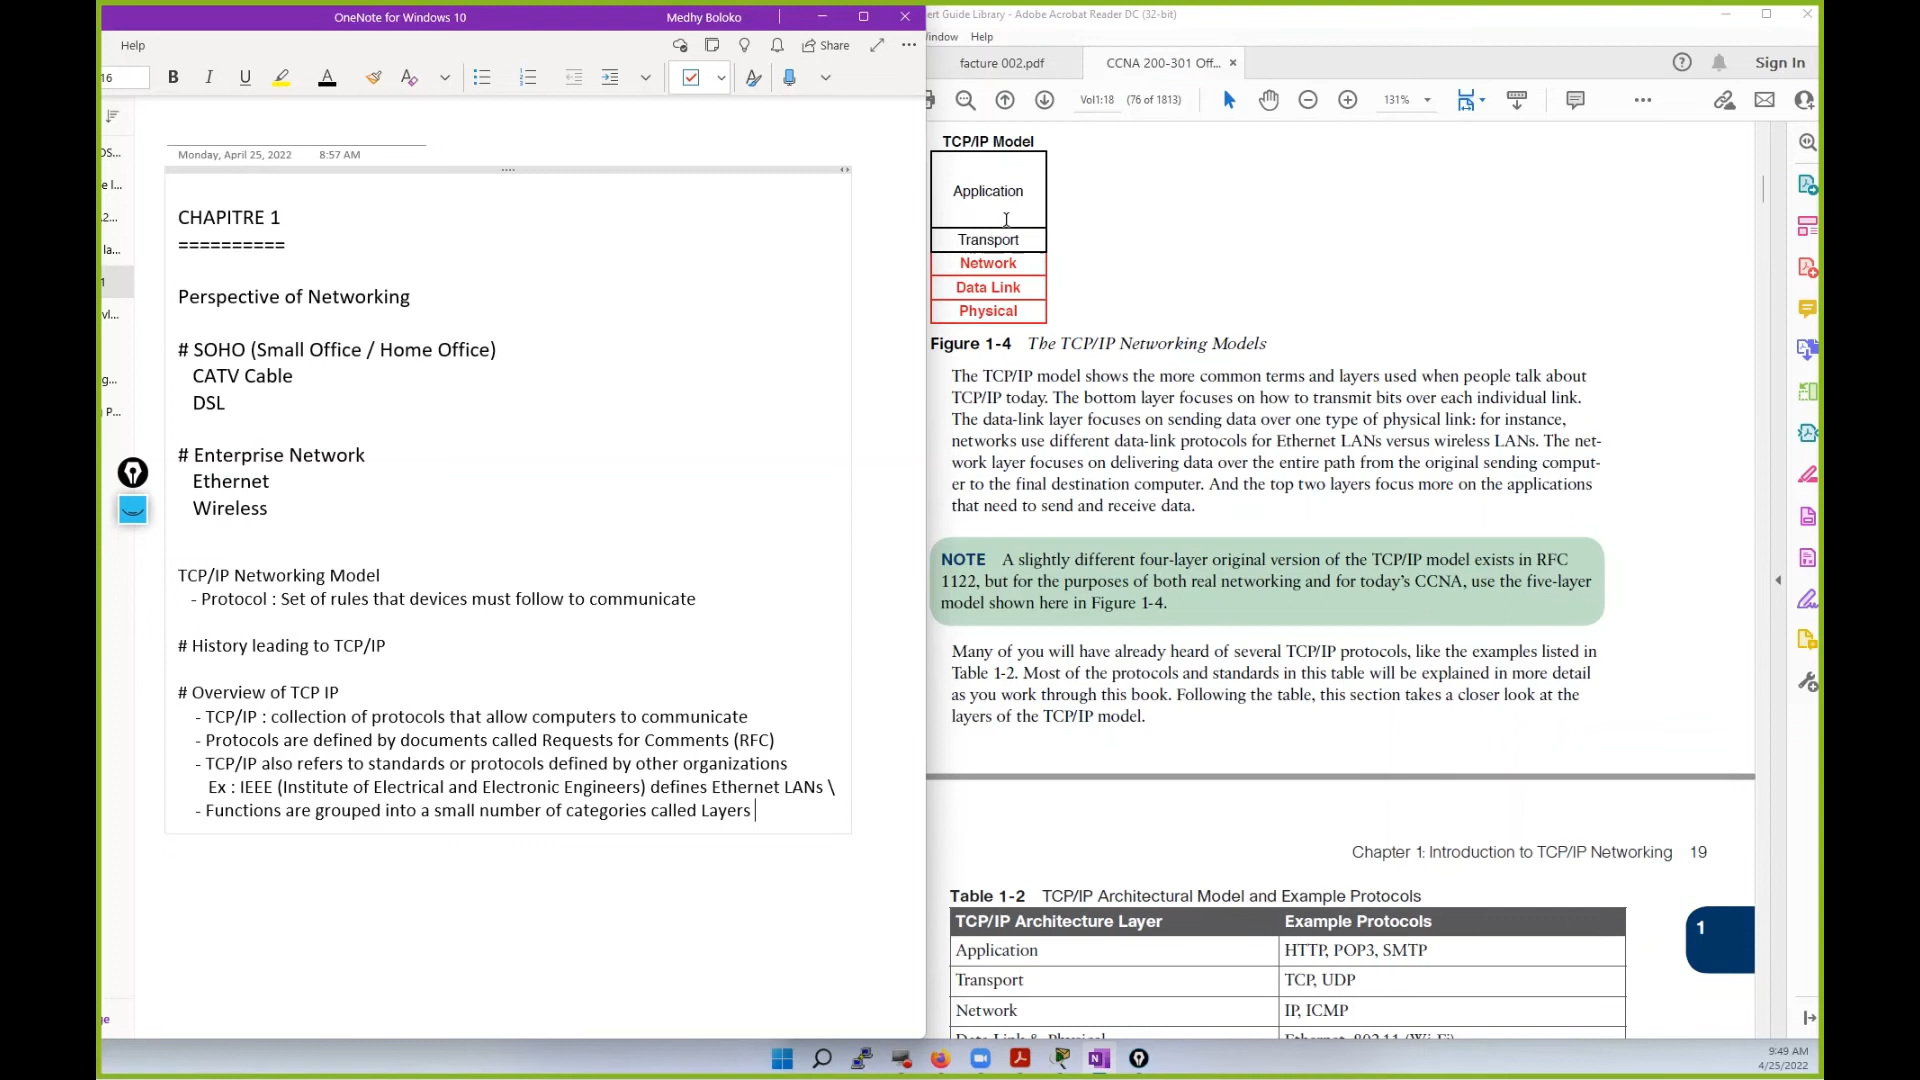 OneNote for Windows 10
Medhy Boloko
Help
Share
16
B I U A
Monday, April 25, 2022 8:57 AM
CHAPITRE 1
==========
Perspective of Networking
# SOHO (Small Office / Home Office)
CATV Cable
DSL
# Enterprise Network
Ethernet
Wireless
TCP/IP Networking Model
- Protocol : Set of rules that devices must follow to communicate
# History leading to TCP/IP
# Overview of TCP IP
- TCP/IP : collection of protocols that allow computers to communicate
- Protocols are defined by documents called Requests for Comments (RFC)
- TCP/IP also refers to standards or protocols defined by other organizations
Ex : IEEE (Institute of Electrical and Electronic Engineers) defines Ethernet LANs \
- Functions are grouped into a small number of categories called Layers
ert Guide Library - Adobe Acrobat Reader DC (32-bit)
indow Help
facture 002.pdf
CCNA 200-301 Off... ×
Sign In
Vol1:18 (76 of 1813)
131%
TCP/IP Model
Application
Transport
Network
Data Link
Physical
Figure 1-4 The TCP/IP Networking Models
The TCP/IP model shows the more common terms and layers used when people talk about
TCP/IP today. The bottom layer focuses on how to transmit bits over each individual link.
The data-link layer focuses on sending data over one type of physical link: for instance,
networks use different data-link protocols for Ethernet LANs versus wireless LANs. The net-
work layer focuses on delivering data over the entire path from the original sending comput-
er to the final destination computer. And the top two layers focus more on the applications
that need to send and receive data.
NOTE A slightly different four-layer original version of the TCP/IP model exists in RFC
1122, but for the purposes of both real networking and for today's CCNA, use the five-layer
model shown here in Figure 1-4.
Many of you will have already heard of several TCP/IP protocols, like the examples listed in
Table 1-2. Most of the protocols and standards in this table will be explained in more detail
as you work through this book. Following the table, this section takes a closer look at the
layers of the TCP/IP model.
Chapter 1: Introduction to TCP/IP Networking 19
Table 1-2 TCP/IP Architectural Model and Example Protocols
TCP/IP Architecture Layer Example Protocols
Application HTTP, POP3, SMTP
Transport TCP, UDP
Network IP, ICMP
Data Link & Physical Ethernet, 802.11 (Wi-Fi)
1
9:49 AM
4/25/2022